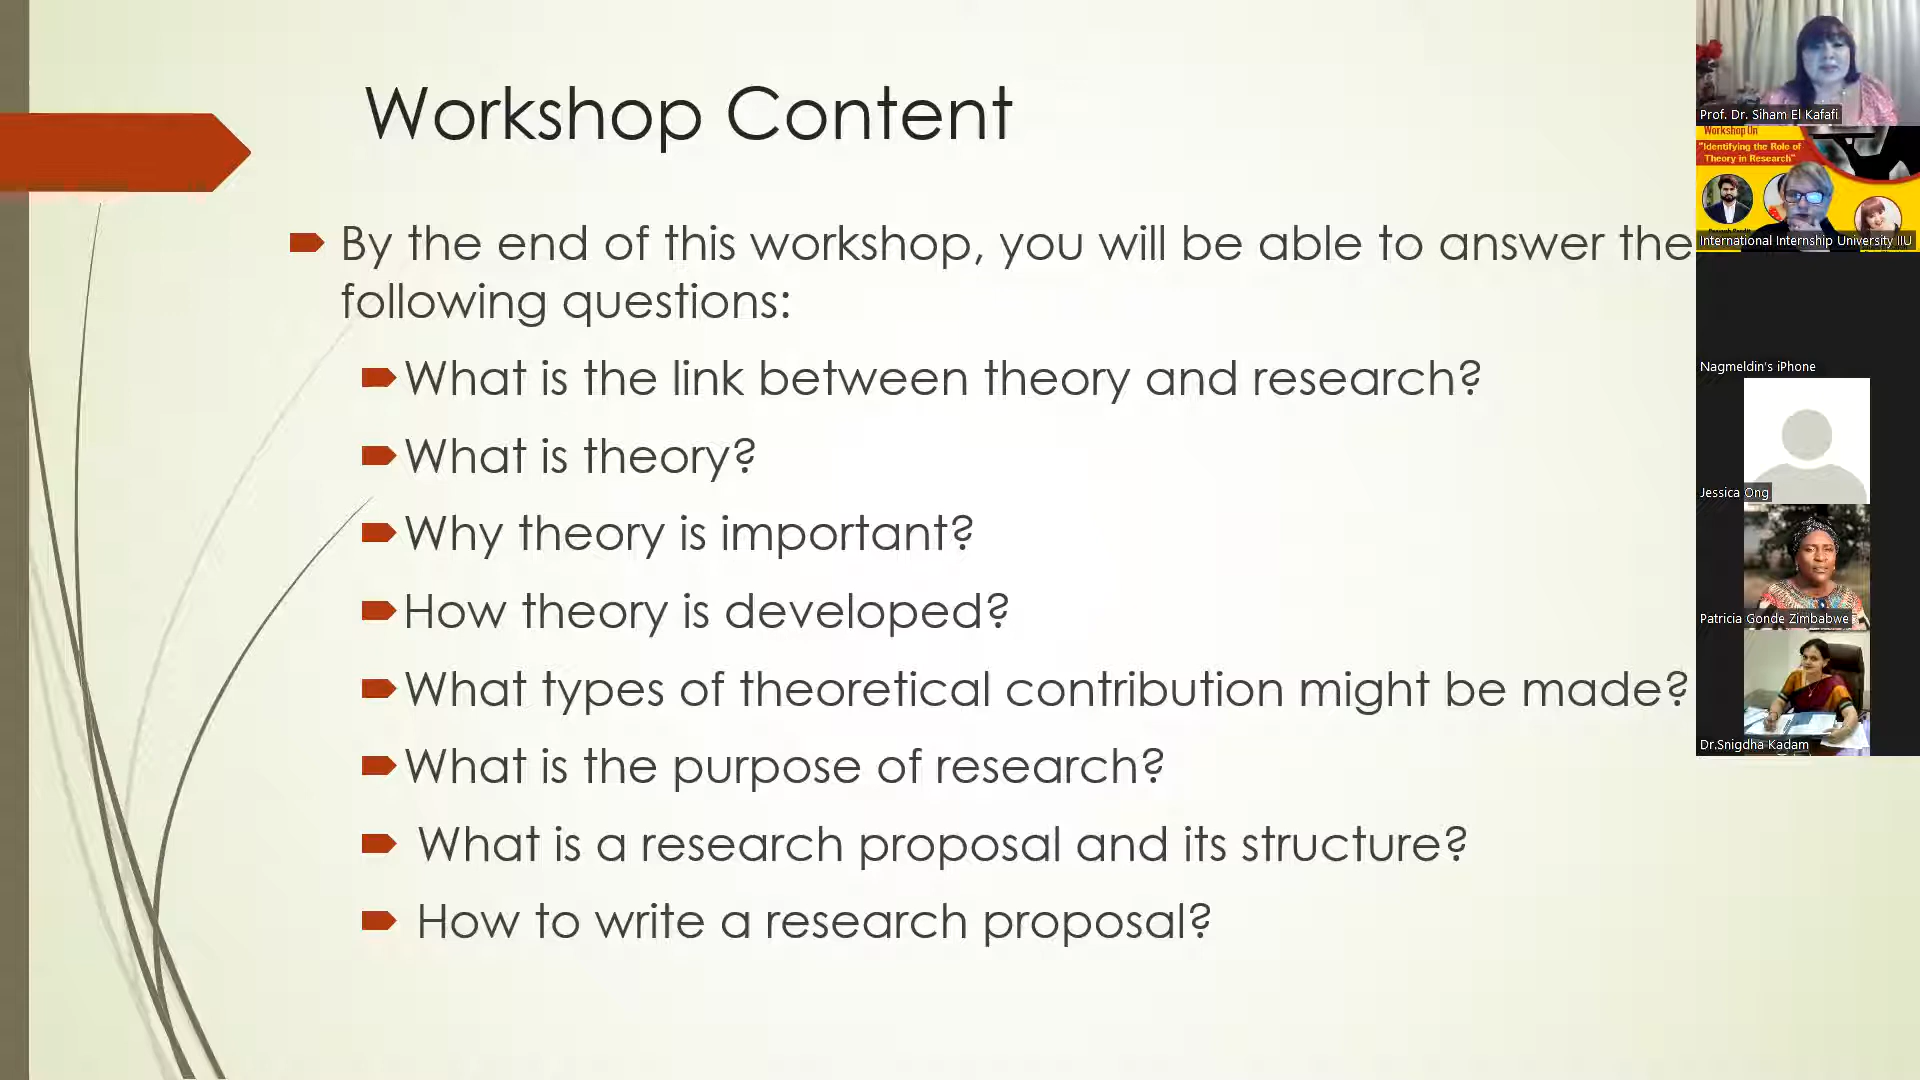 Workshop Content
By the end of this workshop, you will be able to answer the
following questions:
What is the link between theory and research?
What is theory?
Why theory is important?
How theory is developed?
What types of theoretical contribution might be made?
What is the purpose of research?
What is a research proposal and its structure?
How to write a research proposal?
Prof. Dr. Siham El Kafafi
Workshop On
"Identifying the Role of
Theory in Research"
International Internship University IIU
Nagmeldin's iPhone
Jessica Ong
Patricia Gonde Zimbabwe
Dr.Snigdha Kadam